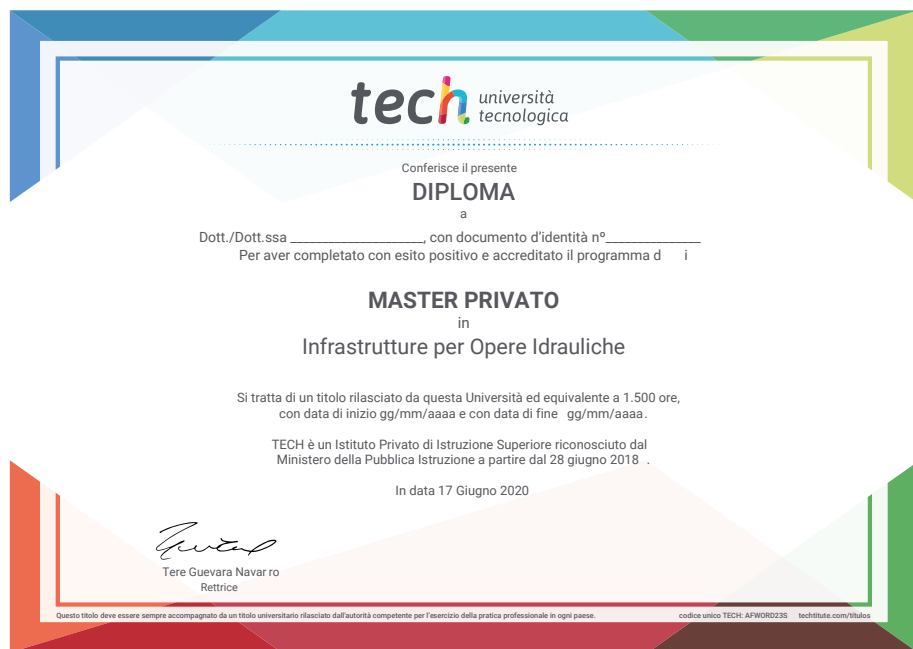 tech università
tecnologica
Conferisce il presente
DIPLOMA
a
Dott./Dott.ssa ____________________, con documento d'identità nº______________
Per aver completato con esito positivo e accreditato il programma d i
MASTER PRIVATO
in
Infrastrutture per Opere Idrauliche
Si tratta di un titolo rilasciato da questa Università ed equivalente a 1.500 ore,
con data di inizio gg/mm/aaaa e con data di fine gg/mm/aaaa.
TECH è un Istituto Privato di Istruzione Superiore riconosciuto dal
Ministero della Pubblica Istruzione a partire dal 28 giugno 2018 .
In data 17 Giugno 2020
Tere Guevara Navar ro
Rettrice
Questo titolo deve essere sempre accompagnato da un titolo universitario rilasciato dall'autorità competente per l'esercizio della pratica professionale in ogni paese. codice unico TECH: AFWORD23S techtitute.com/titulos